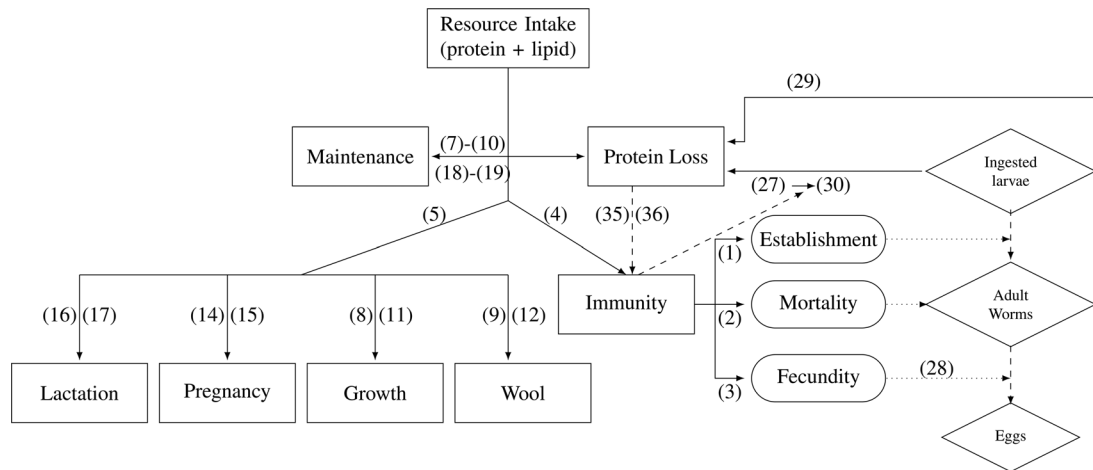 Resource Intake
(protein + lipid)
(29)
Maintenance
(7)-(10)
(18)-(19)
Protein Loss
Ingested
larvae
(27)
(30)
(5)
(4)
(35)
(36)
Establishment
(1)
Immunity
Mortality
(2)
Adult
Worms
(16)
(17)
(14)
(15)
(8)
(11)
(9)
(12)
Fecundity
(3)
(28)
Lactation
Pregnancy
Growth
Wool
Eggs